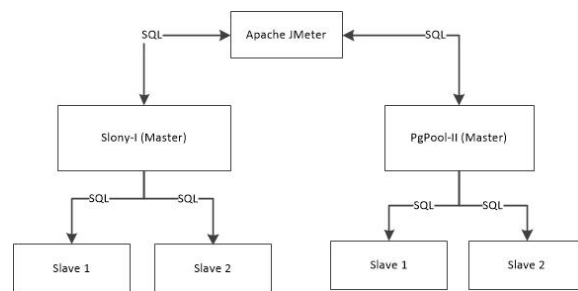 SQL
Apache JMeter
SQL
Slony-I (Master)
PgPool-II (Master)
SQL
SQL
SQL
SQL
Slave 1
Slave 2
Slave 1
Slave 2